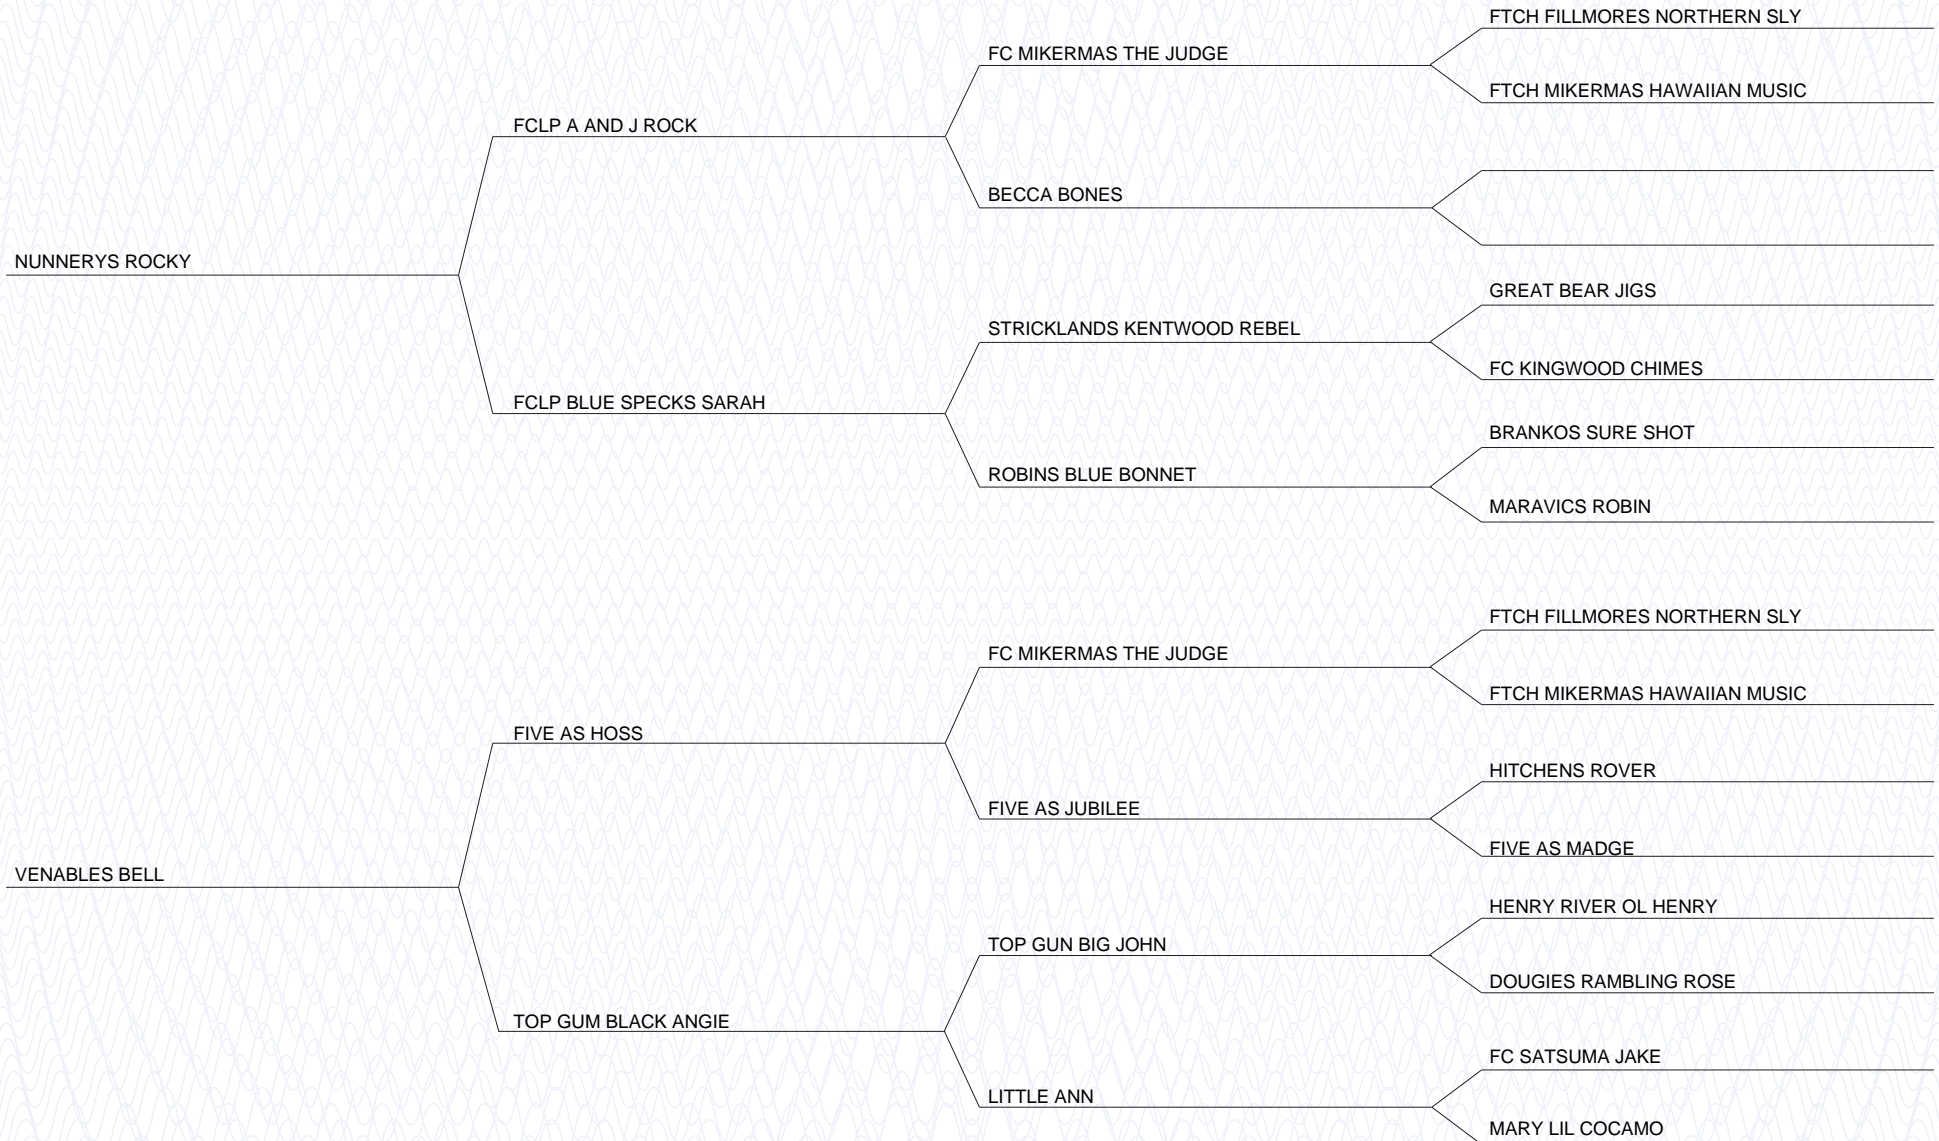 FTCH FILLMORES NORTHERN SLY
FC MIKERMAS THE JUDGE
FTCH MIKERMAS HAWAIIAN MUSIC
FCLP A AND J ROCK
BECCA BONES
NUNNERYS ROCKY
GREAT BEAR JIGS
STRICKLANDS KENTWOOD REBEL
FC KINGWOOD CHIMES
FCLP BLUE SPECKS SARAH
BRANKOS SURE SHOT
ROBINS BLUE BONNET
MARAVICS ROBIN
FTCH FILLMORES NORTHERN SLY
FC MIKERMAS THE JUDGE
FTCH MIKERMAS HAWAIIAN MUSIC
FIVE AS HOSS
HITCHENS ROVER
FIVE AS JUBILEE
FIVE AS MADGE
VENABLES BELL
HENRY RIVER OL HENRY
TOP GUN BIG JOHN
DOUGIES RAMBLING ROSE
TOP GUM BLACK ANGIE
FC SATSUMA JAKE
LITTLE ANN
MARY LIL COCAMO